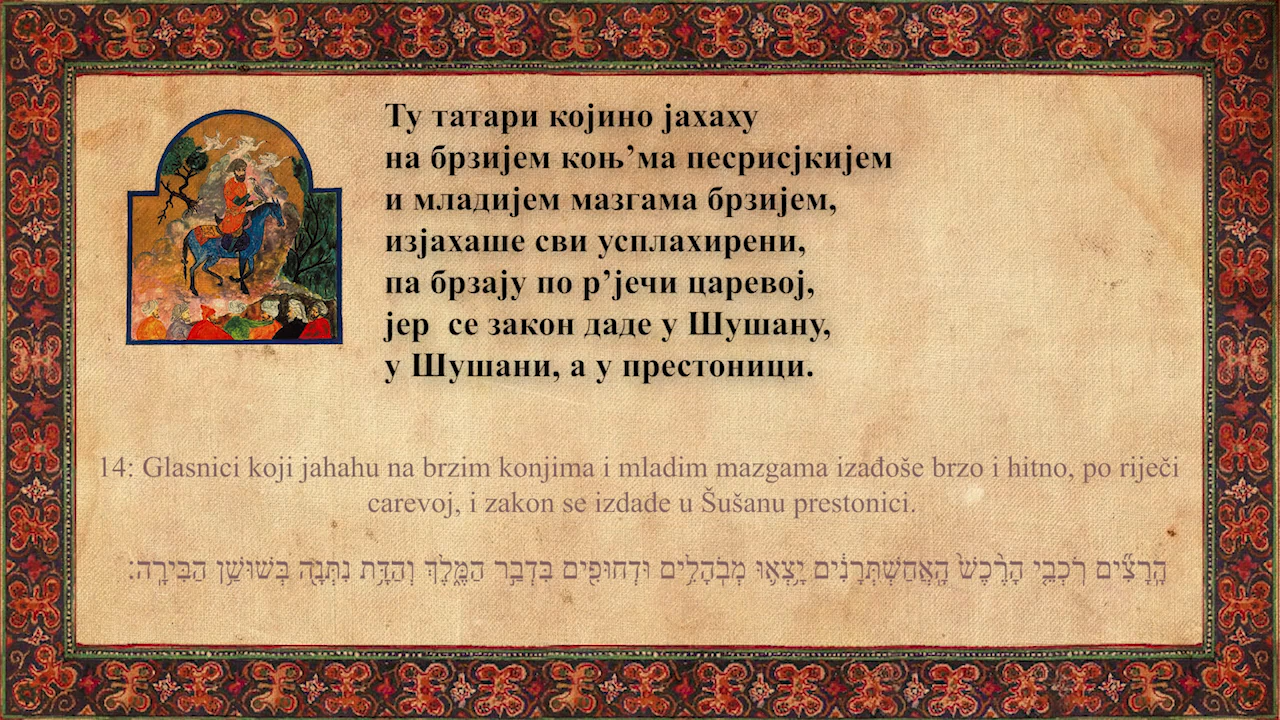 Ту татари којино јахаху
на брзијем коњ’ма песрисјкијем
и младијем мазгама брзијем,
изјахаше сви усплахирени,
па брзају по р’јечи царевој,
јер  се закон даде у Шушану,
у Шушани, а у престоници.
14: Glasnici koji jahahu na brzim konjima i mladim mazgama izađoše brzo i hitno, po riječi
carevoj, i zakon se izdade u Šušanu prestonici.
הָֽרָצִ֞ים רֹכְבֵ֤י הָרֶ֙כֶשׁ֙ הָֽאֲחַשְׁתְּרָנִ֔ים יָֽצְא֛וּ מְבֹהָלִ֥ים וּדְחוּפִ֖ים בִּדְבַ֣ר הַמֶּ֑לֶךְ וְהַדָּ֥ת נִתְּנָ֖ה בְּשׁוּשַׁ֥ן הַבִּירָֽה׃